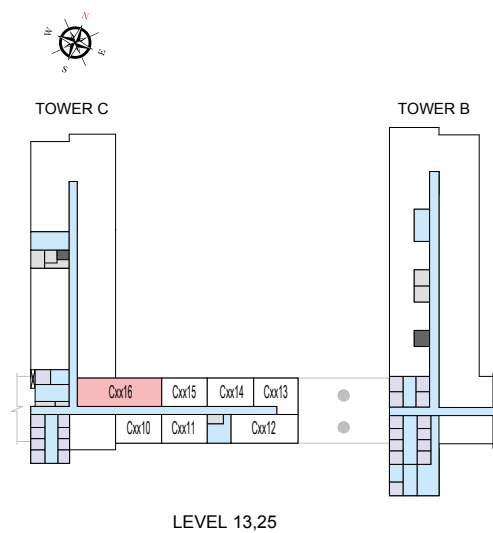 N
W
E
S
TOWER C
TOWER B
Cxx16
Cxx15
Cxx14
Cxx13
Cxx10
Cxx11
Cxx12
LEVEL 13,25